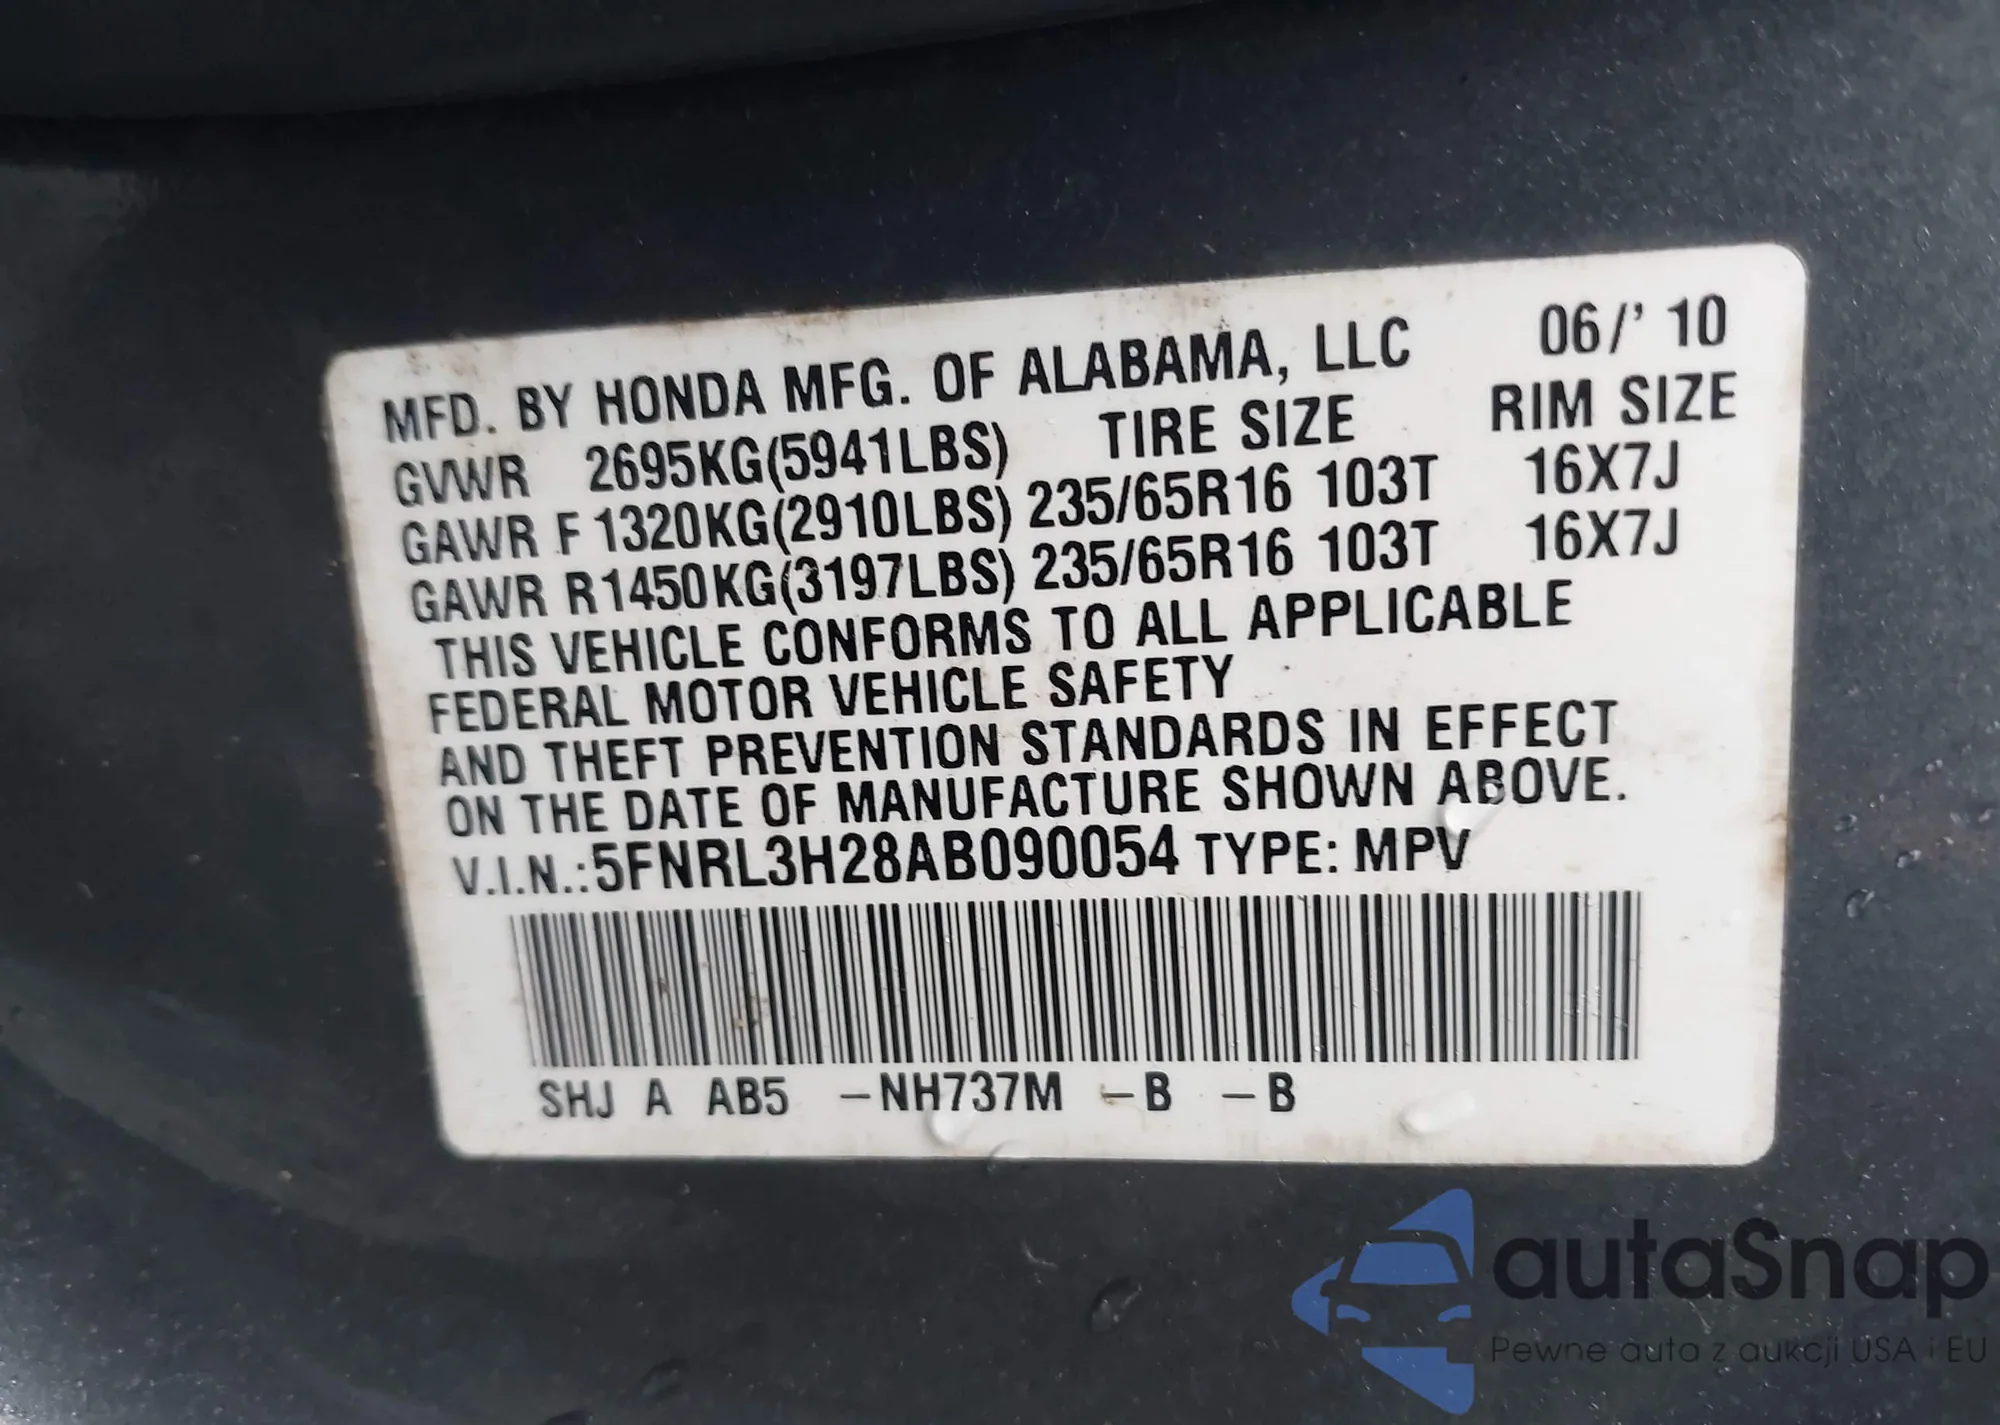 MFD. BY HONDA MFG. OF ALABAMA, LLC 06/' 10
GVWR 2695KG(5941LBS) TIRE SIZE RIM SIZE
GAWR F 1320KG(2910LBS) 235/65R16 103T 16X7J
GAWR R1450KG(3197LBS) 235/65R16 103T 16X7J
THIS VEHICLE CONFORMS TO ALL APPLICABLE
FEDERAL MOTOR VEHICLE SAFETY
AND THEFT PREVENTION STANDARDS IN EFFECT
ON THE DATE OF MANUFACTURE SHOWN ABOVE.
V.I.N.:5FNRL3H28AB090054 TYPE: MPV
SHJ A AB5 -NH737M -B -B
autaSnap
Pewne auta z aukcji USA i EU